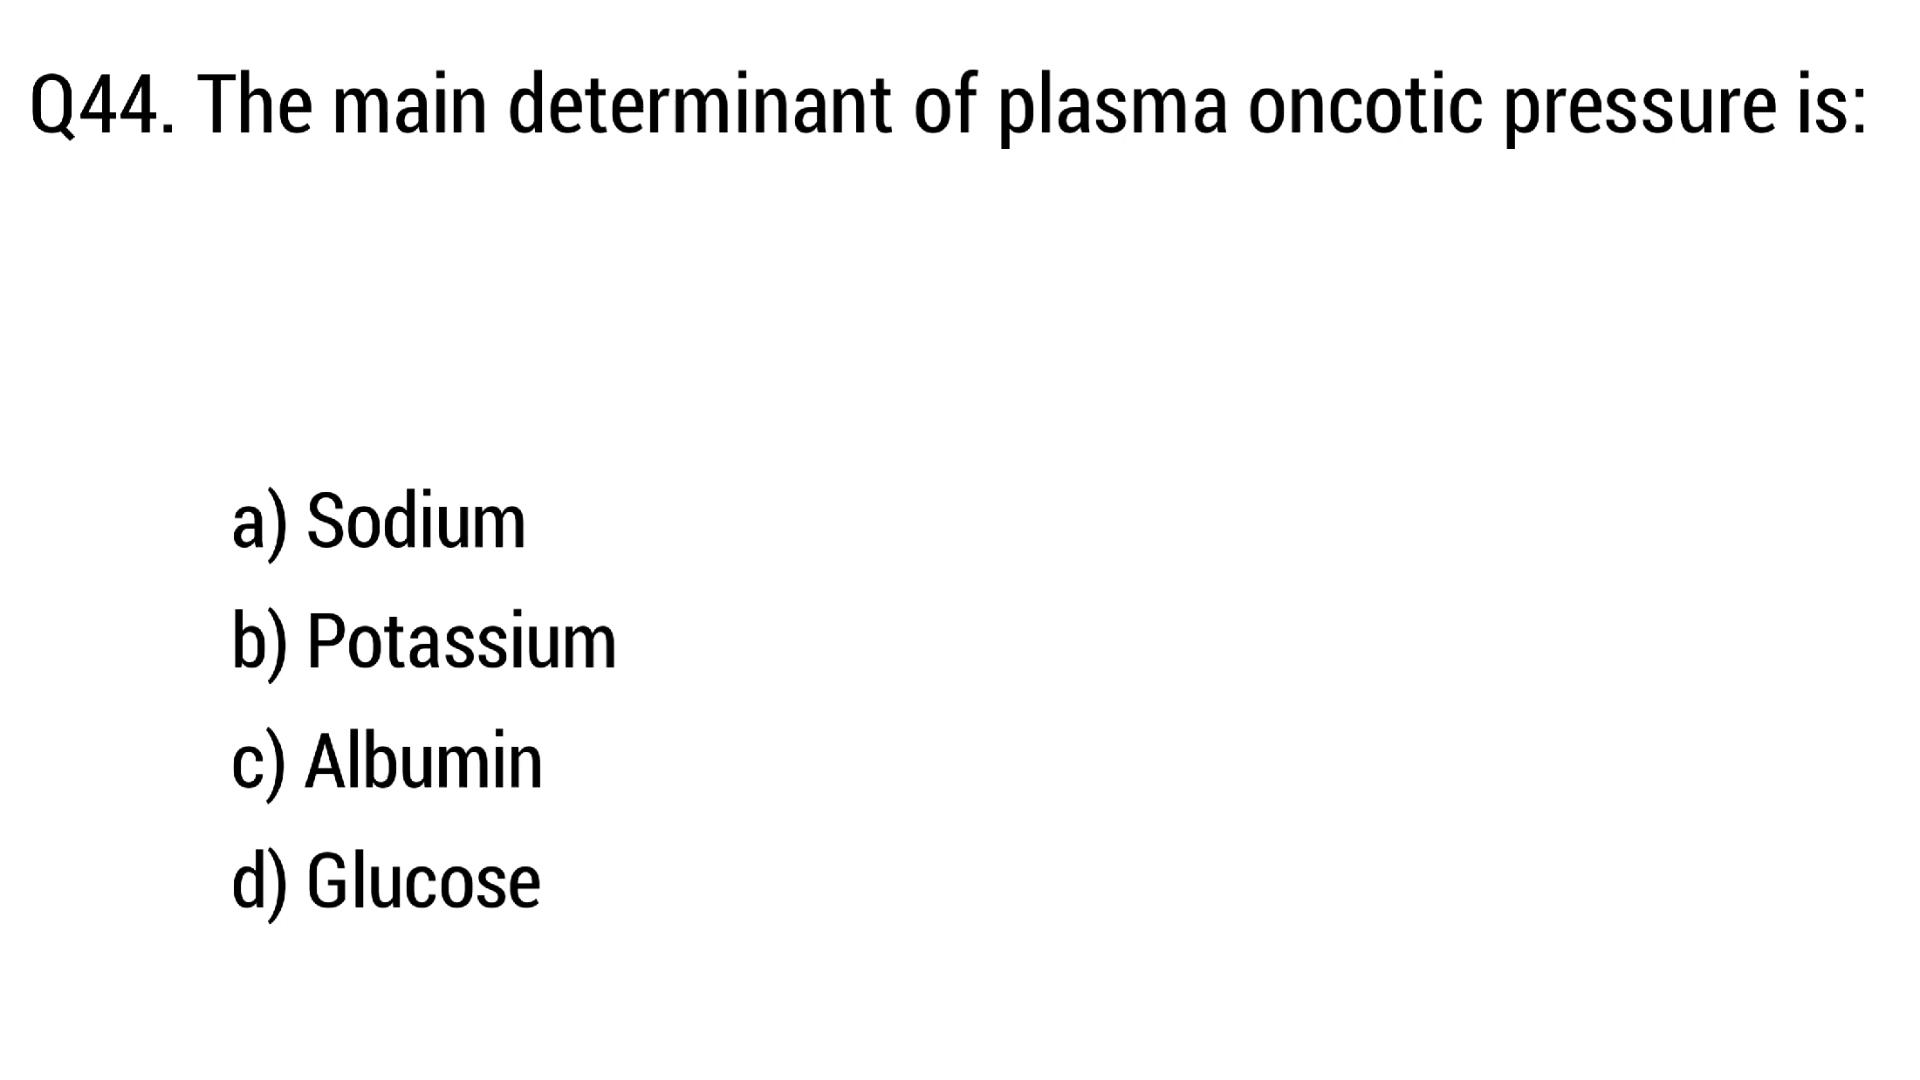 Q44. The main determinant of plasma oncotic pressure is:
a) Sodium
b) Potassium
c) Albumin
d) Glucose